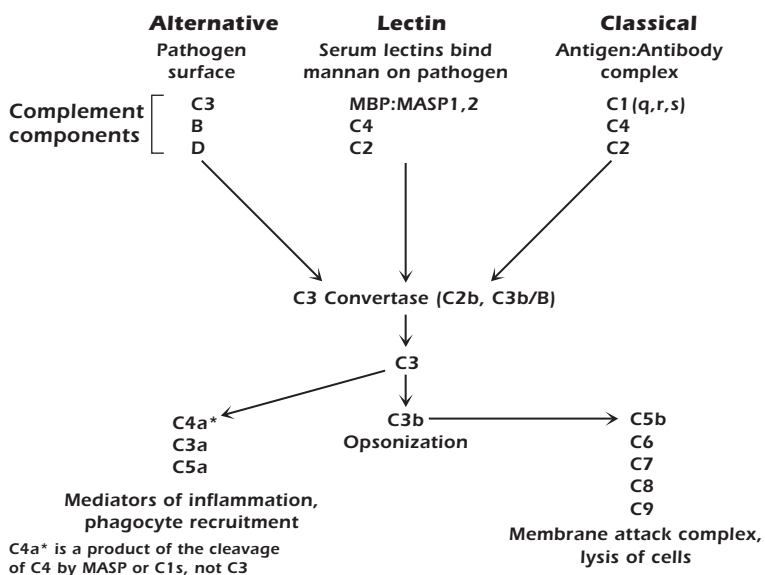 Alternative
Pathogen
surface
Lectin
Serum lectins bind
mannan on pathogen
Classical
Antigen:Antibody
complex
Complement
components
C3
B
D
MBP:MASP1,2
C4
C2
C1(q,r,s)
C4
C2
C3 Convertase (C2b, C3b/B)
C3
C4a*
C3a
C5a
Mediators of inflammation,
phagocyte recruitment
C4a* is a product of the cleavage
of C4 by MASP or C1s, not C3
C3b
Opsonization
C5b
C6
C7
C8
C9
Membrane attack complex,
lysis of cells